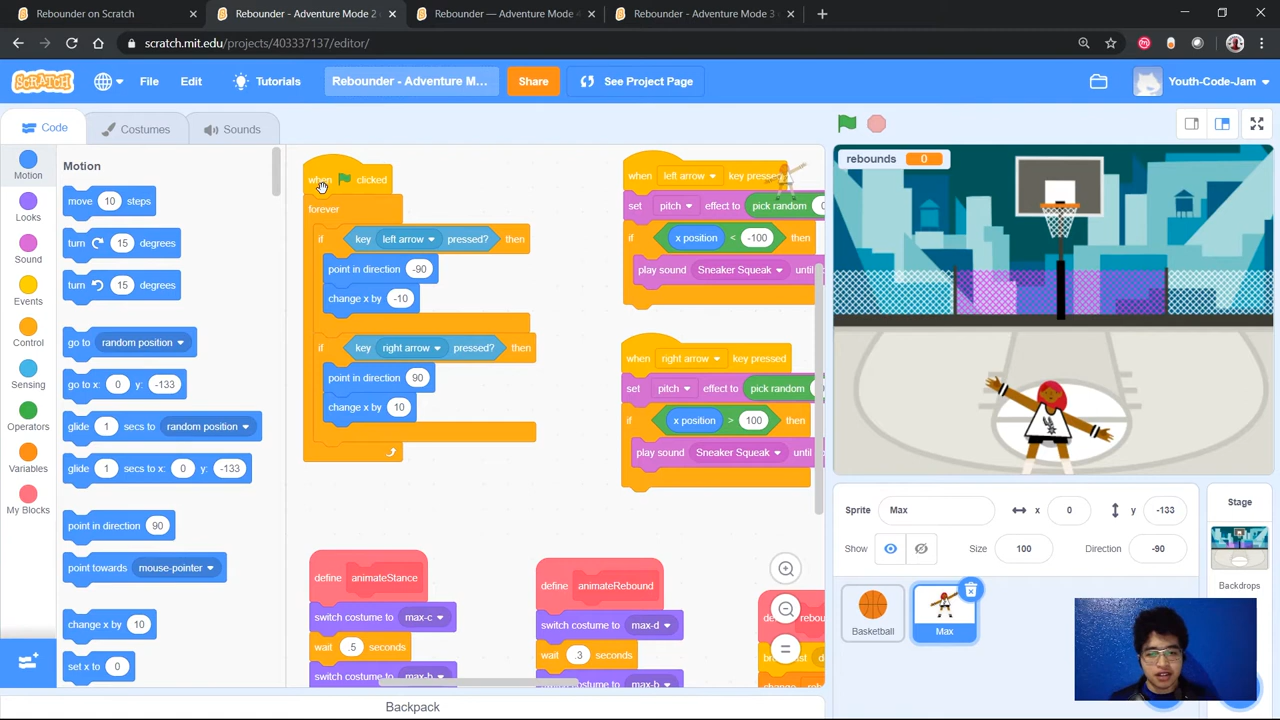 Rebounder on Scratch
Rebounder - Adventure Mode 2
Rebounder — Adventure Mode
Rebounder - Adventure Mode 3
scratch.mit.edu/projects/403337137/editor/
SCRATCH
File
Edit
Tutorials
Rebounder - Adventure M...
Share
See Project Page
Youth-Code-Jam
Code
Costumes
Sounds
Motion
Looks
Sound
Events
Control
Sensing
Operators
Variables
My Blocks
Motion
move 10 steps
turn 15 degrees
turn 15 degrees
go to random position
go to x: 0 y: -133
glide 1 secs to random position
glide 1 secs to x: 0 y: -133
point in direction 90
point towards mouse-pointer
change x by 10
set x to 0
when clicked
forever
if key left arrow pressed? then
point in direction -90
change x by -10
if key right arrow pressed? then
point in direction 90
change x by 10
when left arrow key pressed
set pitch effect to pick random
if x position < -100 then
play sound Sneaker Squeak until
when right arrow key pressed
set pitch effect to pick random
if x position > 100 then
play sound Sneaker Squeak until
define animateStance
switch costume to max-c
wait .5 seconds
switch costume to max-b
define animateRebound
switch costume to max-d
wait .3 seconds
switch costume to max-b
Backpack
rebounds 0
Sprite Max x 0 y -133
Show Size 100 Direction -90
Basketball
Max
Stage
Backdrops